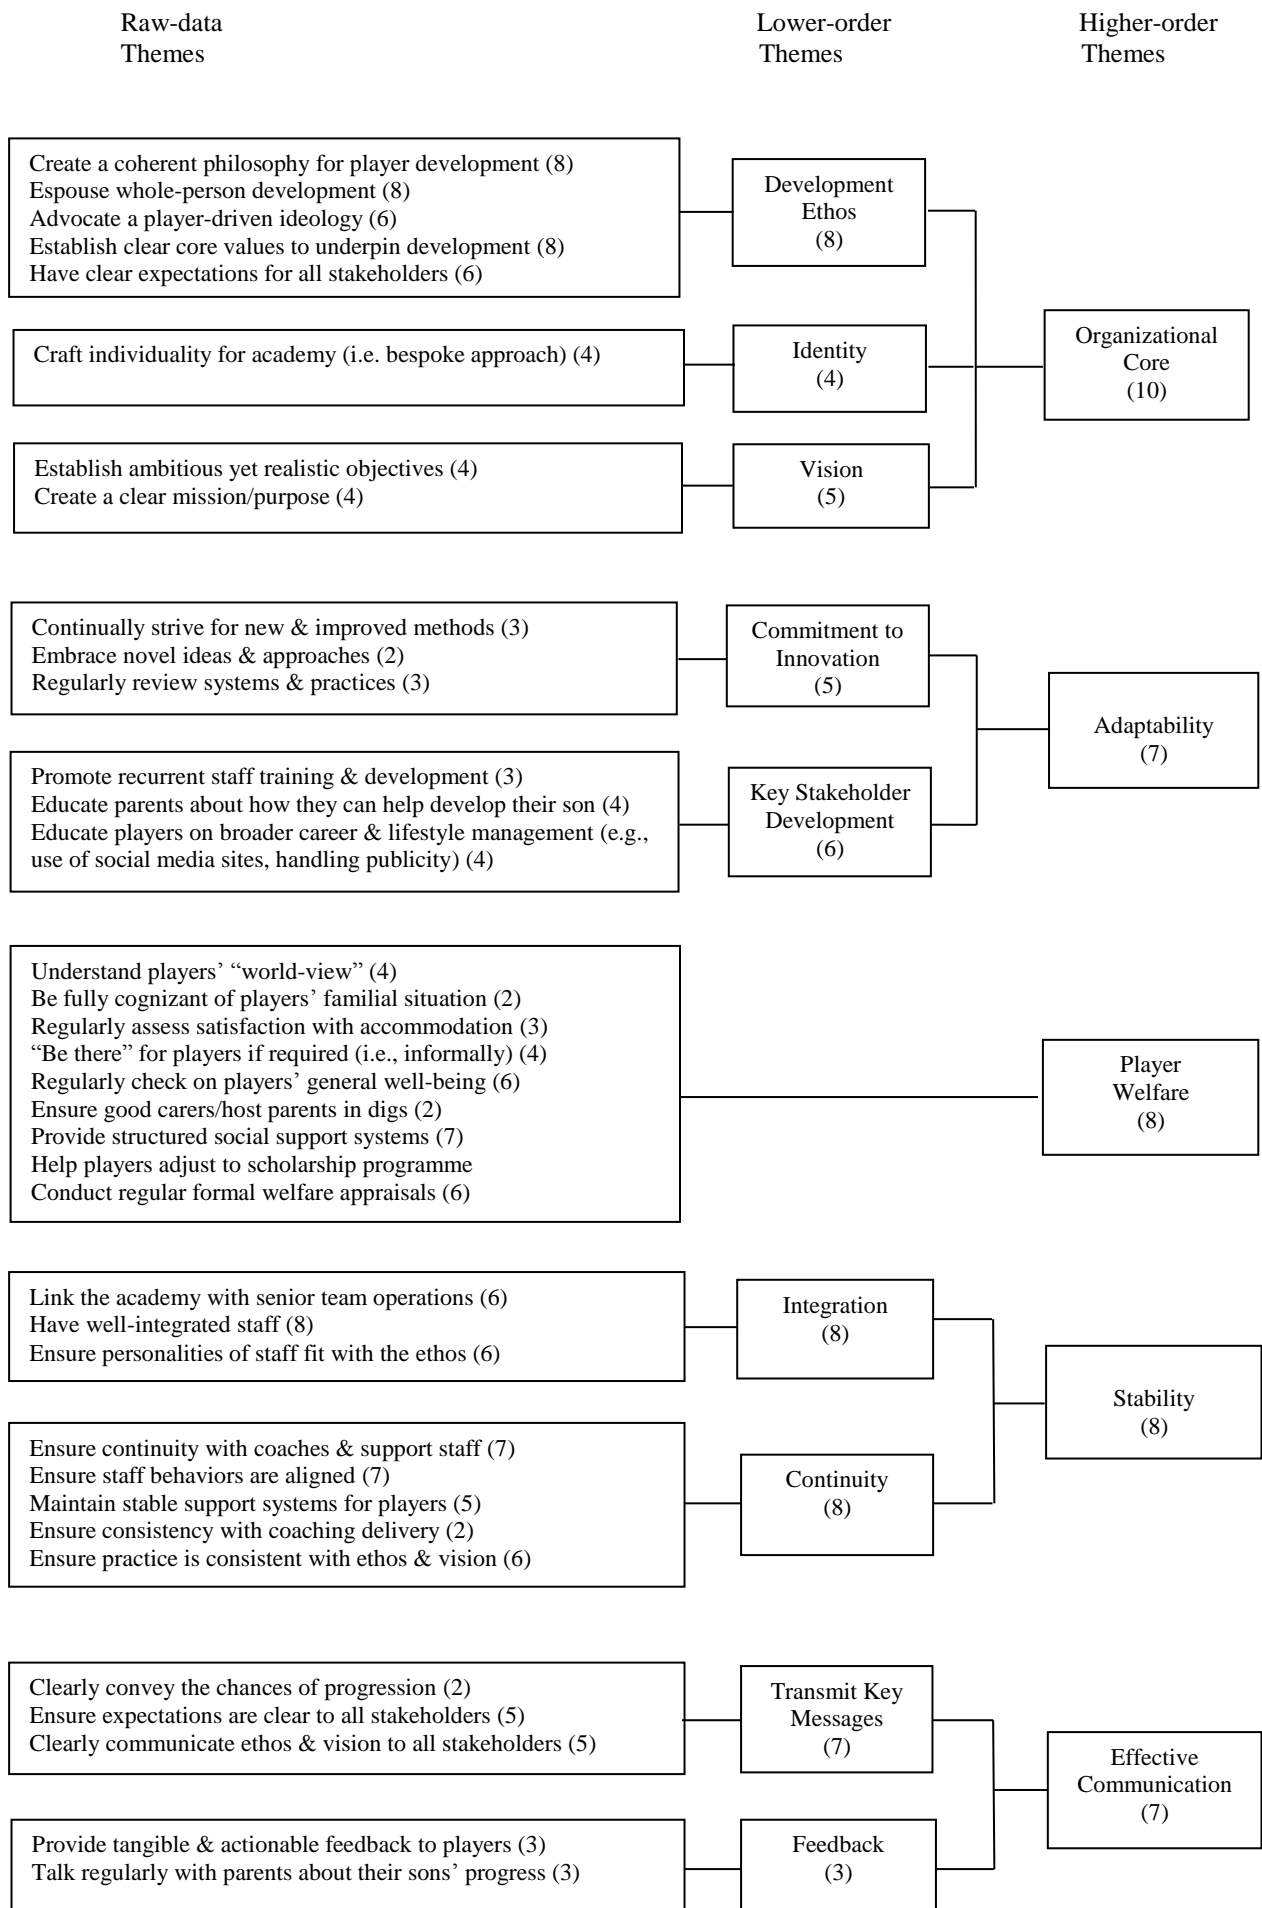 Raw-data
Themes
Lower-order
Themes
Higher-order
Themes
Create a coherent philosophy for player development (8)
Espouse whole-person development (8)
Advocate a player-driven ideology (6)
Establish clear core values to underpin development (8)
Have clear expectations for all stakeholders (6)
Development
Ethos
(8)
Craft individuality for academy (i.e. bespoke approach) (4)
Identity
(4)
Organizational
Core
(10)
Establish ambitious yet realistic objectives (4)
Create a clear mission/purpose (4)
Vision
(5)
Continually strive for new & improved methods (3)
Embrace novel ideas & approaches (2)
Regularly review systems & practices (3)
Commitment to
Innovation
(5)
Adaptability
(7)
Promote recurrent staff training & development (3)
Educate parents about how they can help develop their son (4)
Educate players on broader career & lifestyle management (e.g.,
use of social media sites, handling publicity) (4)
Key Stakeholder
Development
(6)
Understand players’ “world-view” (4)
Be fully cognizant of players’ familial situation (2)
Regularly assess satisfaction with accommodation (3)
“Be there” for players if required (i.e., informally) (4)
Regularly check on players’ general well-being (6)
Ensure good carers/host parents in digs (2)
Provide structured social support systems (7)
Help players adjust to scholarship programme
Conduct regular formal welfare appraisals (6)
Player
Welfare
(8)
Link the academy with senior team operations (6)
Have well-integrated staff (8)
Ensure personalities of staff fit with the ethos (6)
Integration
(8)
Stability
(8)
Ensure continuity with coaches & support staff (7)
Ensure staff behaviors are aligned (7)
Maintain stable support systems for players (5)
Ensure consistency with coaching delivery (2)
Ensure practice is consistent with ethos & vision (6)
Continuity
(8)
Clearly convey the chances of progression (2)
Ensure expectations are clear to all stakeholders (5)
Clearly communicate ethos & vision to all stakeholders (5)
Transmit Key
Messages
(7)
Effective
Communication
(7)
Provide tangible & actionable feedback to players (3)
Talk regularly with parents about their sons’ progress (3)
Feedback
(3)